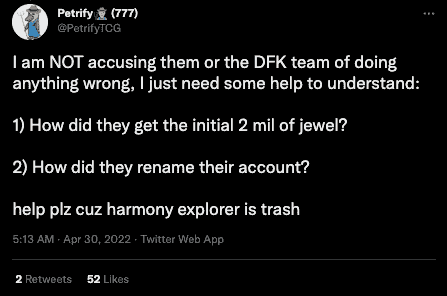 Petrify (777)
@PetrifyTCG
I am NOT accusing them or the DFK team of doing
anything wrong, I just need some help to understand:
1) How did they get the initial 2 mil of jewel?
2) How did they rename their account?
help plz cuz harmony explorer is trash
5:13 AM · Apr 30, 2022 · Twitter Web App
2 Retweets 52 Likes